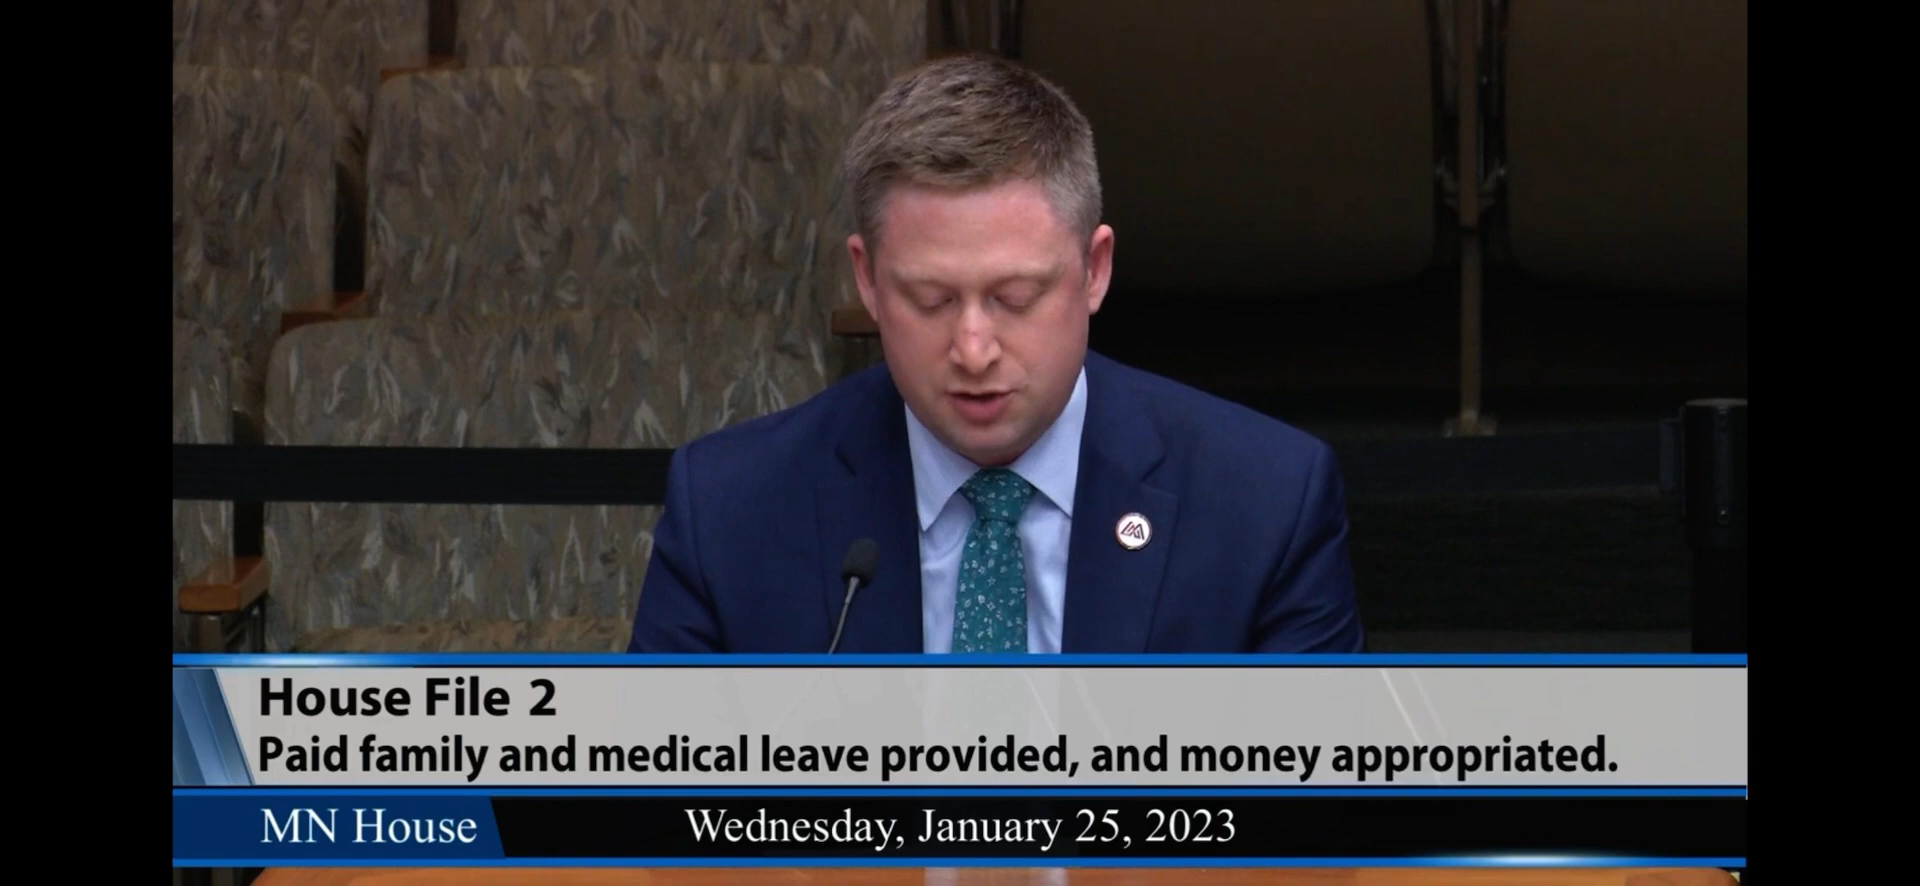 House File 2
Paid family and medical leave provided, and money appropriated.
MN House
Wednesday, January 25, 2023